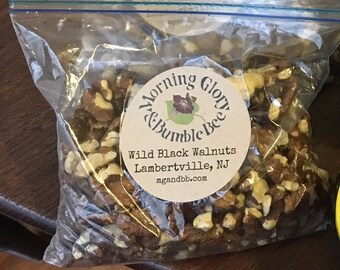 Morning Glory
& Bumble Bee
Wild Black Walnuts
Lambertville, NJ
mgandbb.com